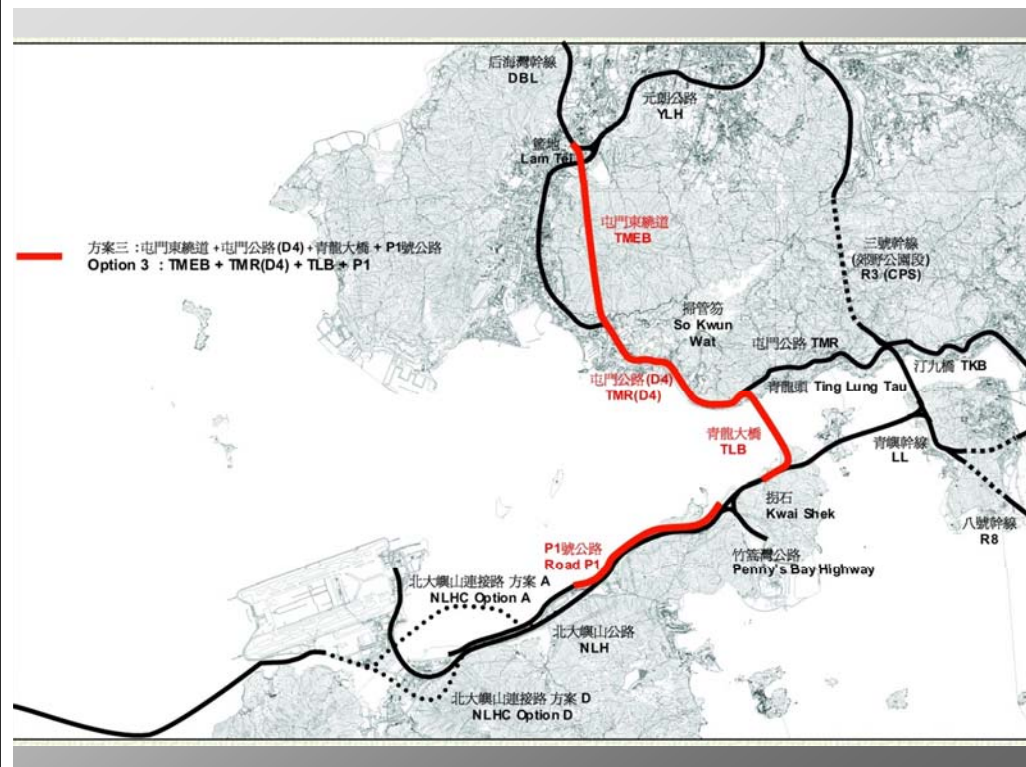 后海灣幹線
DBL
元朗公路
YLH
藍地
Lam Tei
屯門東繞道
TMEB
方案三 : 屯門東繞道 + 屯門公路(D4) + 青龍大橋 + P1號公路
Option 3 : TMEB + TMR(D4) + TLB + P1
三號幹線
(郊野公園段)
R3 (CPS)
掃管笏
So Kwun
Wat
屯門公路 TMR
汀九橋 TKB
屯門公路(D4)
TMR(D4)
青龍頭 Ting Lung Tau
青龍大橋
TLB
青嶼幹線
LL
拐石
Kwai Shek
八號幹線
R8
P1號公路
Road P1
竹篙灣公路
Penny's Bay Highway
北大嶼山連接路 方案 A
NLHC Option A
北大嶼山公路
NLH
北大嶼山連接路 方案 D
NLHC Option D